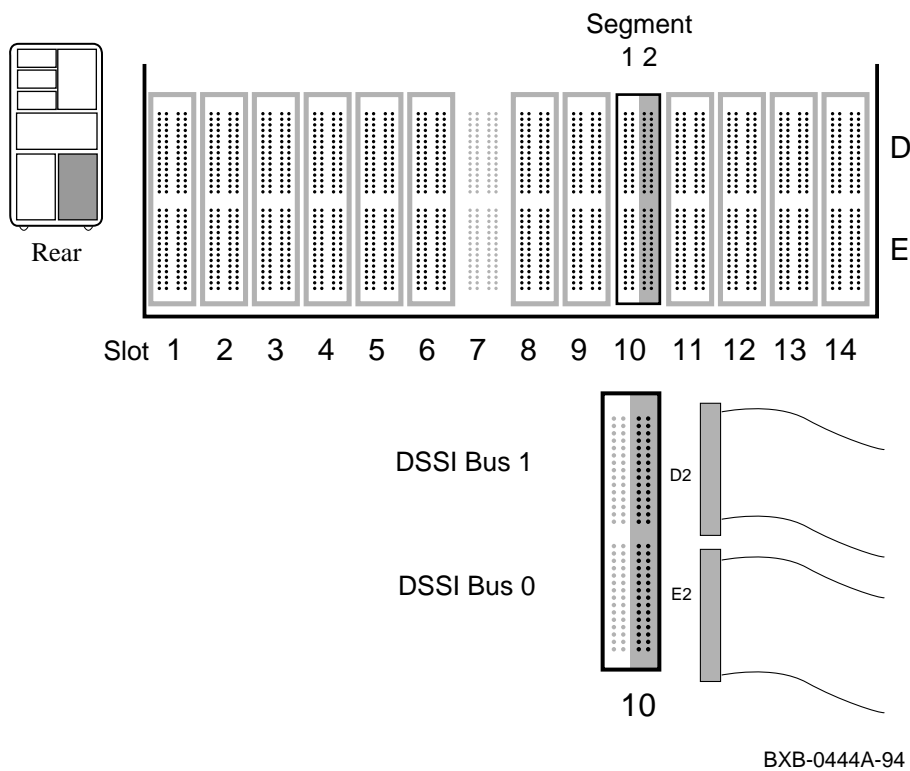 Segment
1 2
D
E
Rear
Slot 1 2 3 4 5 6 7 8 9 10 11 12 13 14
DSSI Bus 1
D2
DSSI Bus 0
E2
10
BXB-0444A-94